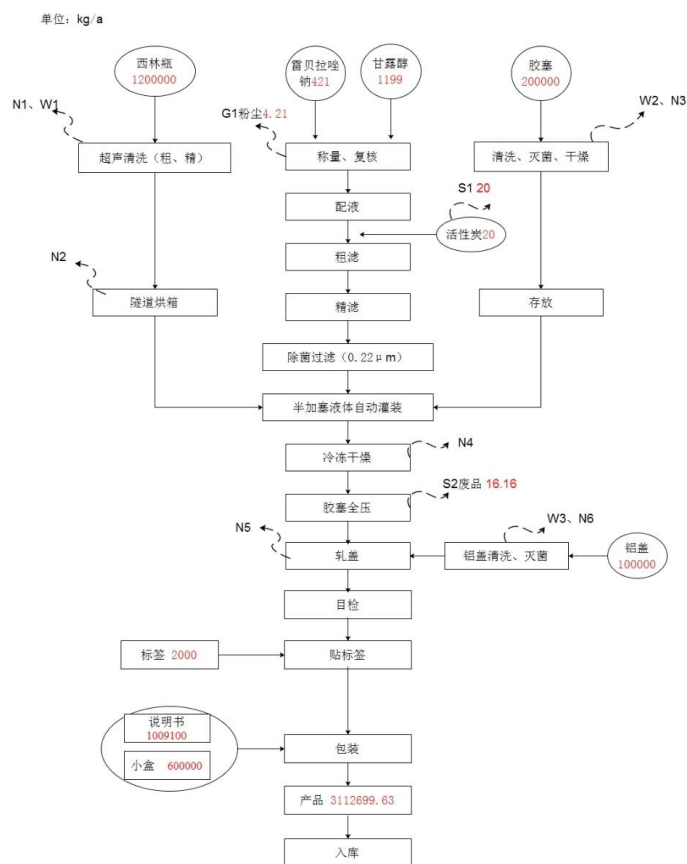 单位：kg/a
西林瓶
1200000
雷贝拉唑
钠421
甘露醇
1199
胶塞
200000
N1、W1
G1粉尘4.21
W2、N3
超声清洗（粗、精）
称量、复核
清洗、灭菌、干燥
S1 20
配液
活性炭20
粗滤
N2
隧道烘箱
精滤
存放
除菌过滤（0.22μm）
半加塞液体自动灌装
冷冻干燥
N4
胶塞全压
S2废品 16.16
N5
W3、N6
轧盖
铝盖清洗、灭菌
铝盖
100000
目检
标签 2000
贴标签
说明书
1009100
小盒 600000
包装
产品 3112699.63
入库